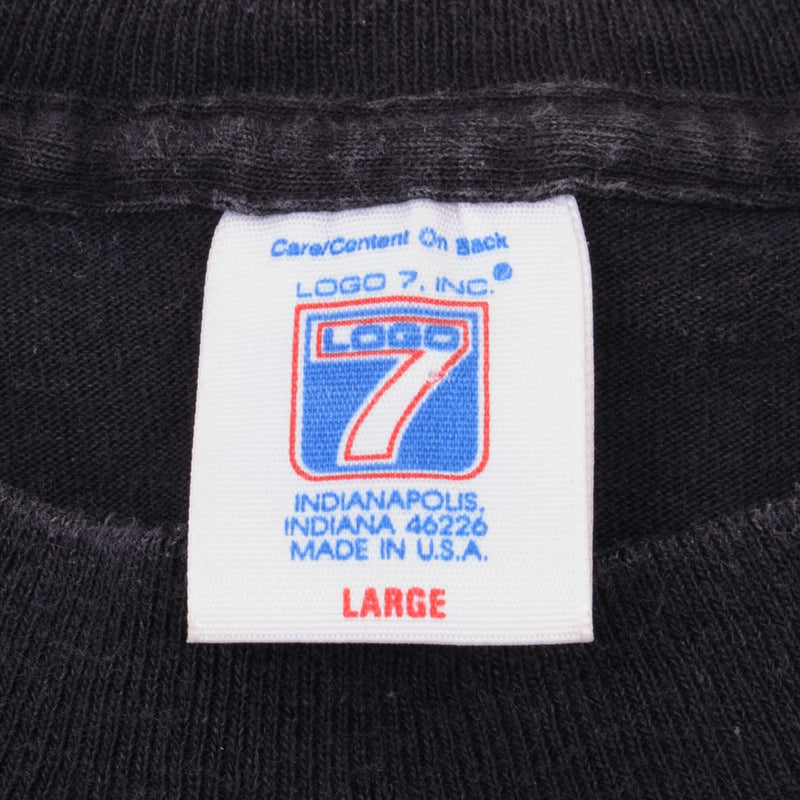 Care/Content On Back
LOGO 7, INC.®
LOGO
7
INDIANAPOLIS,
INDIANA 46226
MADE IN U.S.A.
LARGE